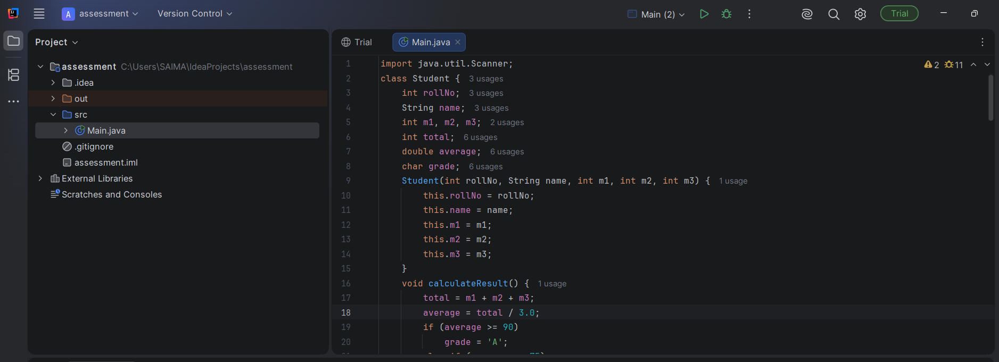 assessment Version Control Main (2) Trial
Project
assessment C:\Users\SAIMA\IdeaProjects\assessment
.idea
out
src
Main.java
.gitignore
assessment.iml
External Libraries
Scratches and Consoles
Trial Main.java
2 11
1 import java.util.Scanner;
2 class Student { 3 usages
3 int rollNo; 3 usages
4 String name; 3 usages
5 int m1, m2, m3; 2 usages
6 int total; 6 usages
7 double average; 6 usages
8 char grade; 6 usages
9 Student(int rollNo, String name, int m1, int m2, int m3) { 1 usage
10 this.rollNo = rollNo;
11 this.name = name;
12 this.m1 = m1;
13 this.m2 = m2;
14 this.m3 = m3;
15 }
16 void calculateResult() { 1 usage
17 total = m1 + m2 + m3;
18 average = total / 3.0;
19 if (average >= 90)
20 grade = 'A';